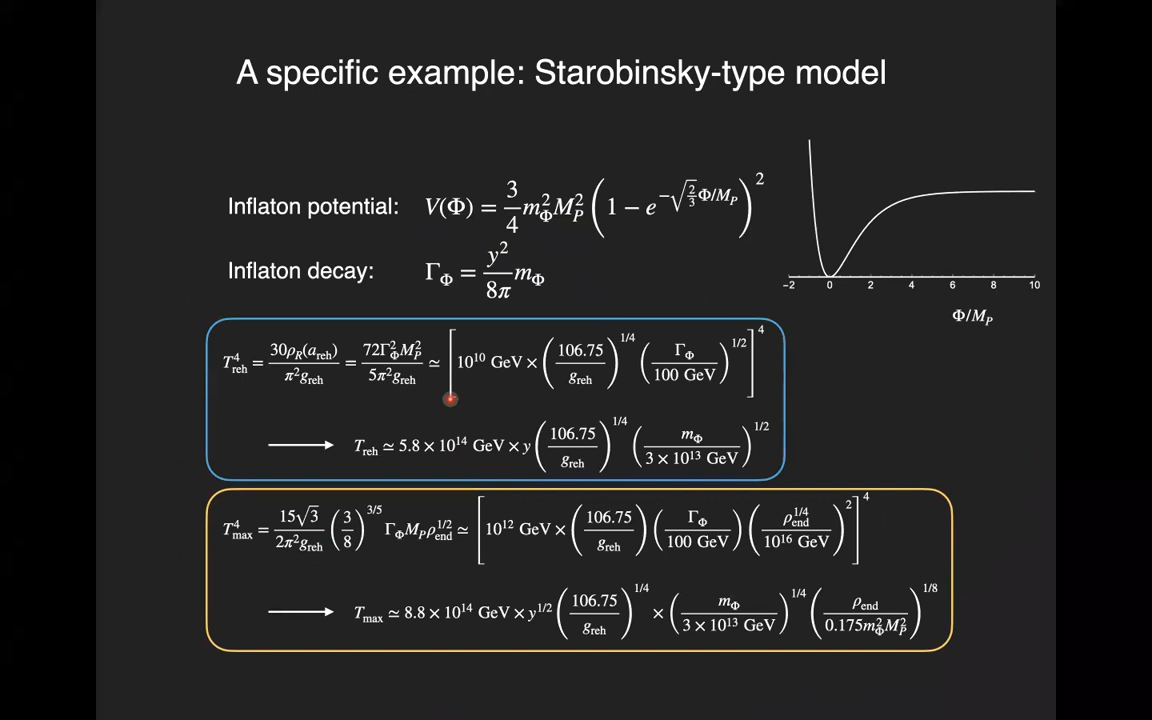 A specific example: Starobinsky-type model
Inflaton potential: V(Φ) = 3/4 m_Φ^2 M_P^2 (1 − e^{−√(2/3) Φ/M_P})^2
Inflaton decay: Γ_Φ = y^2/8π m_Φ
−2 0 2 4 6 8 10
Φ/M_P
T_reh^4 = 30ρ_R(a_reh)/π^2 g_reh = 72Γ_Φ^2 M_P^2/5π^2 g_reh ≃ [10^10 GeV × (106.75/g_reh)^{1/4} (Γ_Φ/100 GeV)^{1/2}]^4
⟶ T_reh ≃ 5.8 × 10^14 GeV × y (106.75/g_reh)^{1/4} (m_Φ/3 × 10^13 GeV)^{1/2}
T_max^4 = 15√3/2π^2 g_reh (3/8)^{3/5} Γ_Φ M_P ρ_end^{1/2} ≃ [10^12 GeV × (106.75/g_reh) (Γ_Φ/100 GeV) (ρ_end^{1/4}/10^16 GeV)^2]^4
⟶ T_max ≃ 8.8 × 10^14 GeV × y^{1/2} (106.75/g_reh)^{1/4} × (m_Φ/3 × 10^13 GeV)^{1/4} (ρ_end/0.175m_Φ^2 M_P^2)^{1/8}